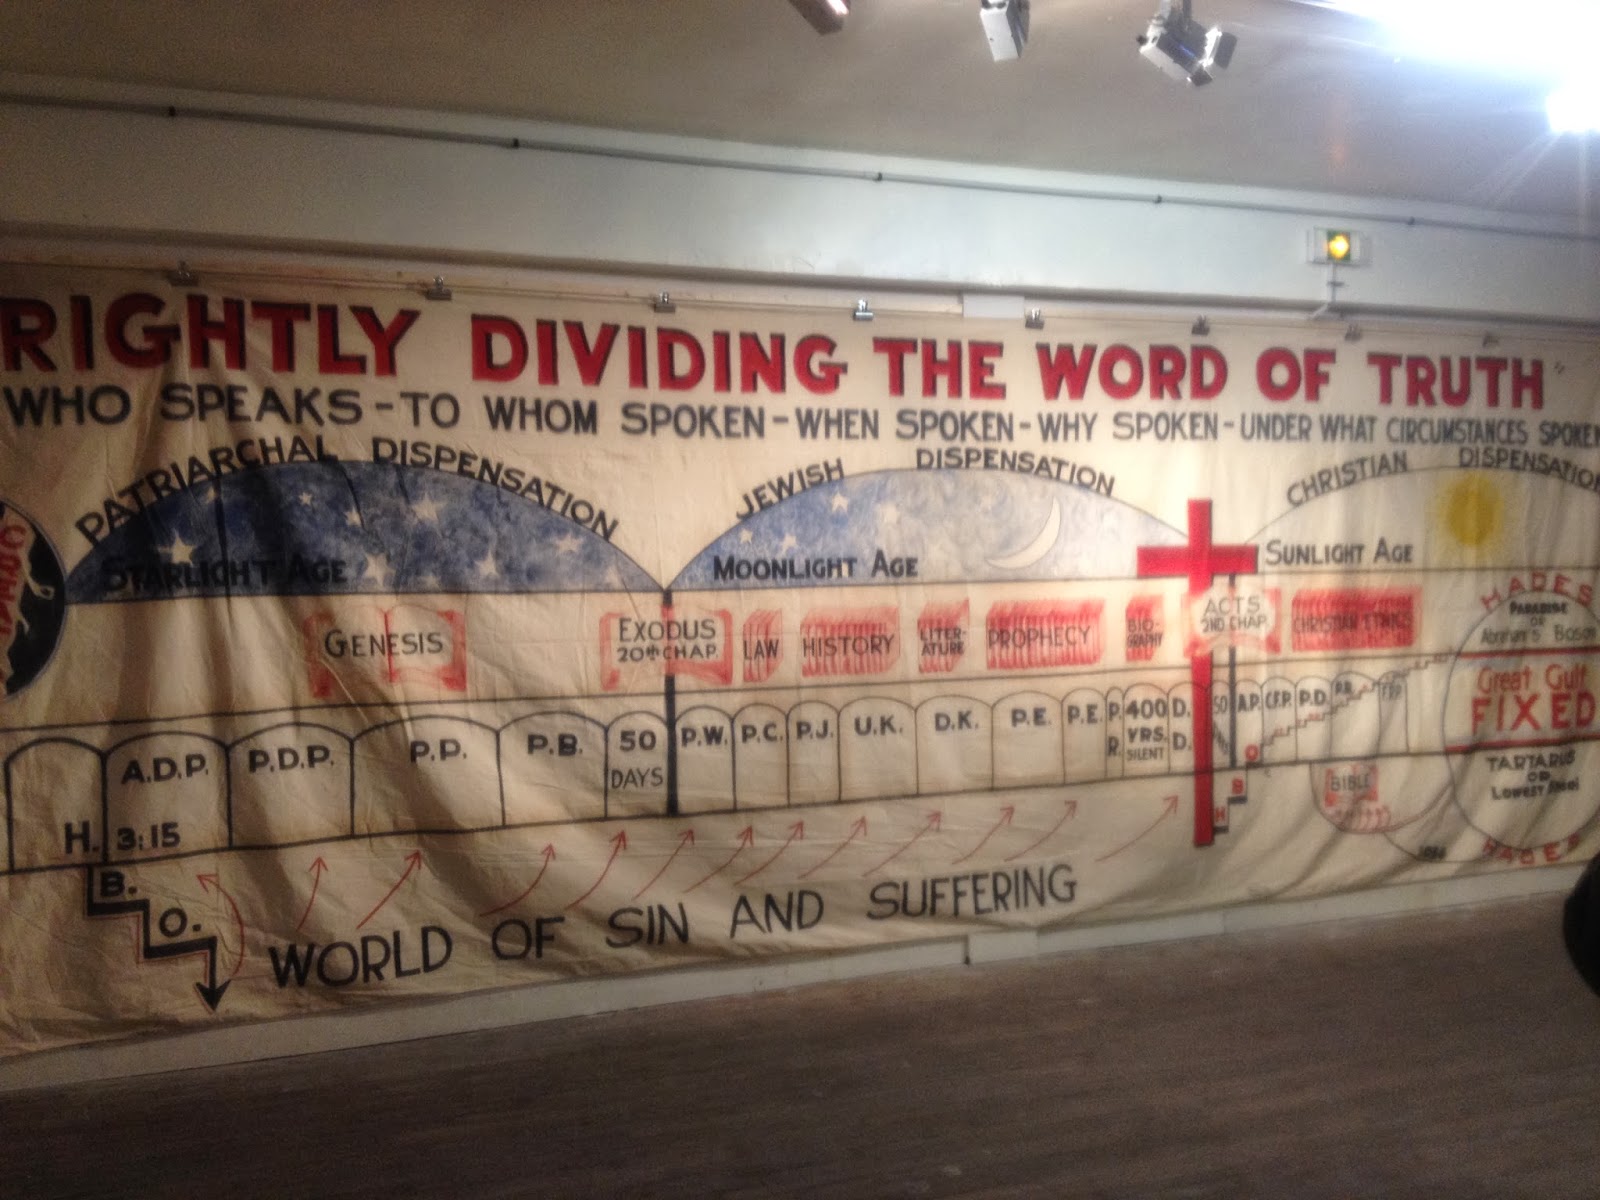 RIGHTLY DIVIDING THE WORD OF TRUTH"
WHO SPEAKS - TO WHOM SPOKEN - WHEN SPOKEN - WHY SPOKEN - UNDER WHAT CIRCUMSTANCES SPOKEN
PATRIARCHAL DISPENSATION
JEWISH DISPENSATION
CHRISTIAN DISPENSATION
STARLIGHT AGE
MOONLIGHT AGE
SUNLIGHT AGE
GENESIS
EXODUS
20th CHAP.
LAW
HISTORY
LITER-
ATURE
PROPHECY
BIO-
GRAPHY
ACTS
2ND CHAP.
CHRISTIAN ETHICS
HADES
PARADISE
OR
Abraham's Bosom
Great Gulf
FIXED
TARTARUS
OR
LOWEST
HADES
A.D.P.
P.D.P.
P.P.
P.B.
50
DAYS
P.W.
P.C.
P.J.
U.K.
D.K.
P.E.
P.E.
P.
R.
400
YRS.
SILENT
D.
D.
50
A.P.
C.F.P.
P.D.
H.
3:15
B.
O.
H
B
O
BIBLE
WORLD OF SIN AND SUFFERING